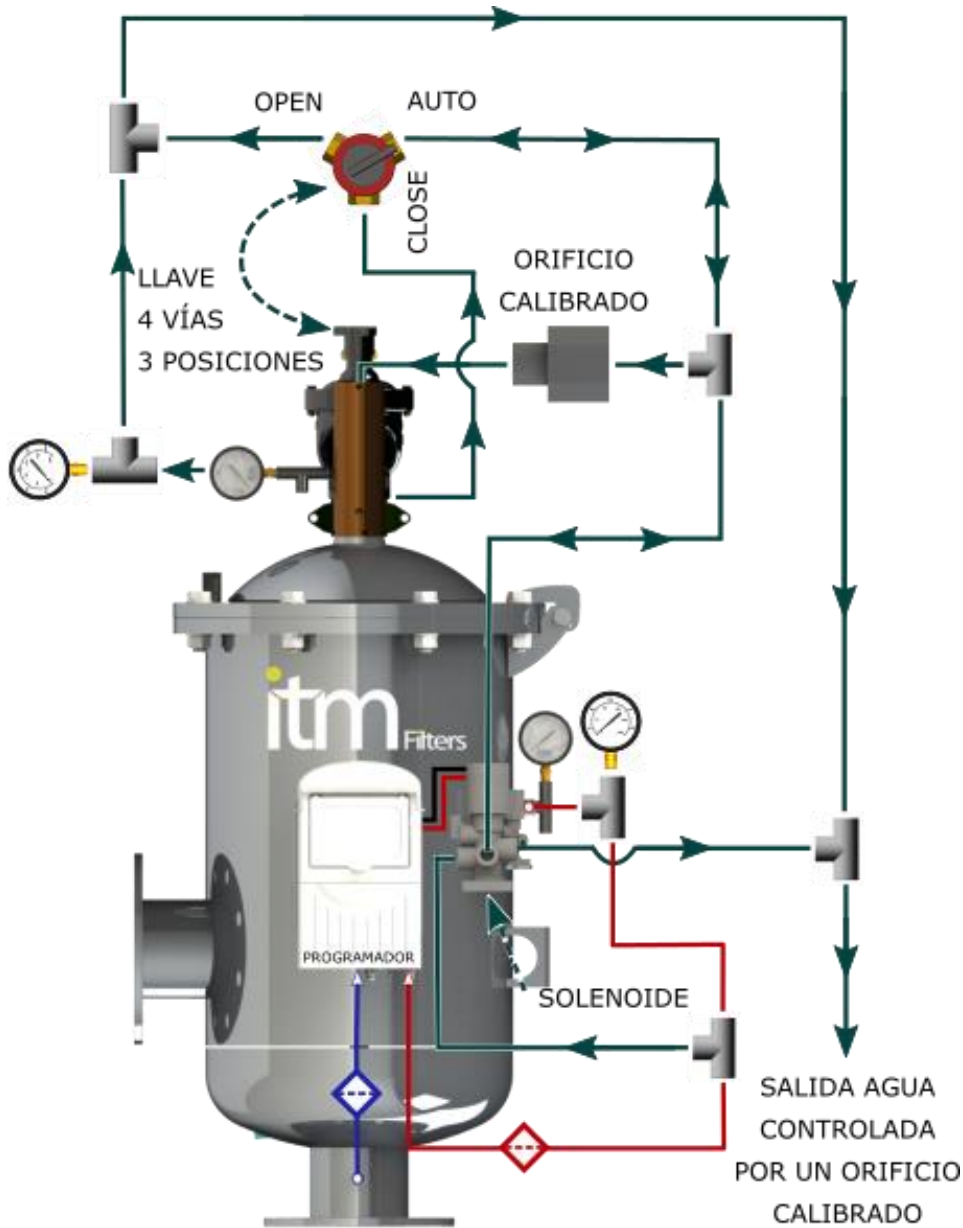 OPEN
AUTO
CLOSE
LLAVE
4 VÍAS
3 POSICIONES
ORIFICIO
CALIBRADO
itm
Filters
PROGRAMADOR
SOLENOIDE
SALIDA AGUA
CONTROLADA
POR UN ORIFICIO
CALIBRADO